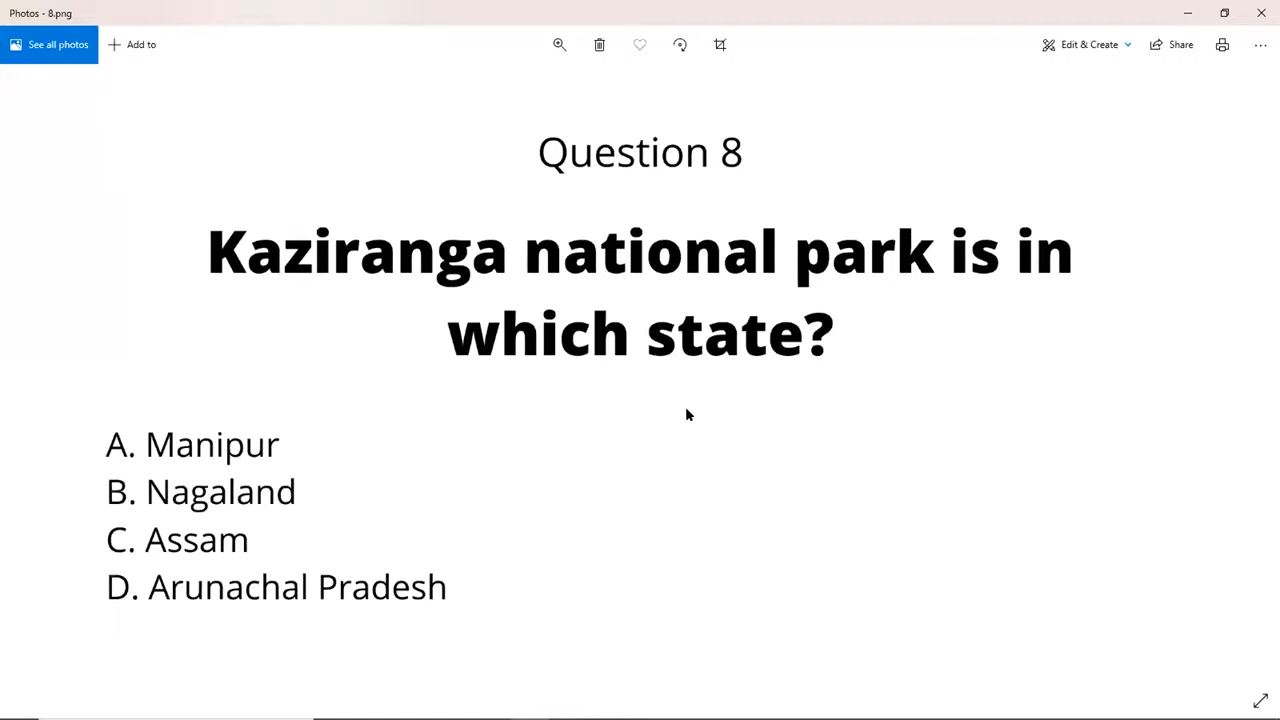 Photos - 8.png
See all photos
Add to
Edit & Create
Share
Question 8
Kaziranga national park is in
which state?
A. Manipur
B. Nagaland
C. Assam
D. Arunachal Pradesh